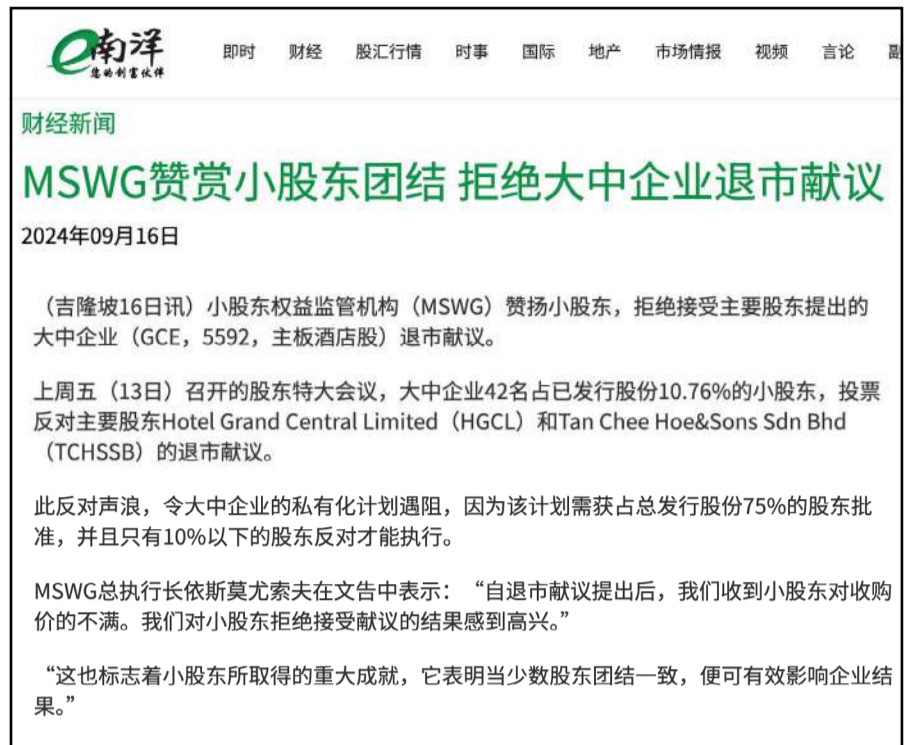 e南洋
您的创富伙伴
即时 财经 股汇行情 时事 国际 地产 市场情报 视频 言论 副
财经新闻
MSWG赞赏小股东团结 拒绝大中企业退市献议
2024年09月16日
（吉隆坡16日讯）小股东权益监管机构（MSWG）赞扬小股东，拒绝接受主要股东提出的
大中企业（GCE，5592，主板酒店股）退市献议。
上周五（13日）召开的股东特大会议，大中企业42名占已发行股份10.76%的小股东，投票
反对主要股东Hotel Grand Central Limited（HGCL）和Tan Chee Hoe&Sons Sdn Bhd
（TCHSSB）的退市献议。
此反对声浪，令大中企业的私有化计划遇阻，因为该计划需获占总发行股份75%的股东批
准，并且只有10%以下的股东反对才能执行。
MSWG总执行长依斯莫尤索夫在文告中表示：“自退市献议提出后，我们收到小股东对收购
价的不满。我们对小股东拒绝接受献议的结果感到高兴。”
“这也标志着小股东所取得的重大成就，它表明当少数股东团结一致，便可有效影响企业结
果。”